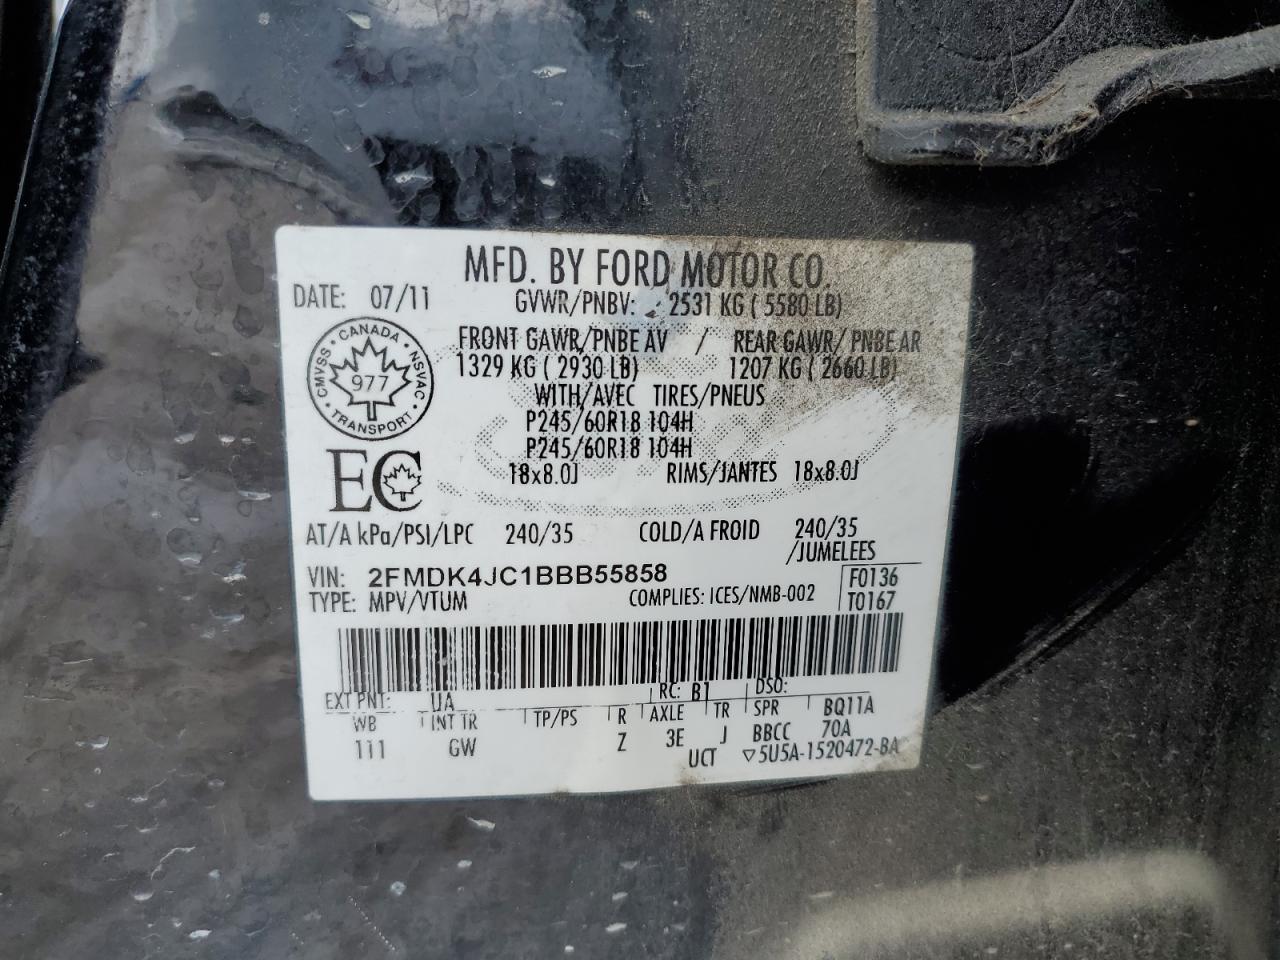 MFD. BY FORD MOTOR CO.
DATE: 07/11 GVWR/PNBV: 2531 KG ( 5580 LB)
FRONT GAWR/PNBE AV / REAR GAWR/ PNBE AR
1329 KG ( 2930 LB) 1207 KG ( 2660 LB)
WITH/AVEC TIRES/PNEUS
P245/60R18 104H
P245/60R18 104H
18x8.0J RIMS/JANTES 18x8.0J
CANADA
CMVSS NSVAC
977
TRANSPORT
EC
AT/A kPa/PSI/LPC 240/35 COLD/A FROID 240/35
/JUMELEES
VIN: 2FMDK4JC1BBB55858 F0136
TYPE: MPV/VTUM COMPLIES: ICES/NMB-002 T0167
EXT PNT: UA RC: B1 DSO:
WB INT TR TP/PS R AXLE TR SPR BQ11A
111 GW Z 3E J BBCC 70A
UCT ▽5U5A-1520472-BA